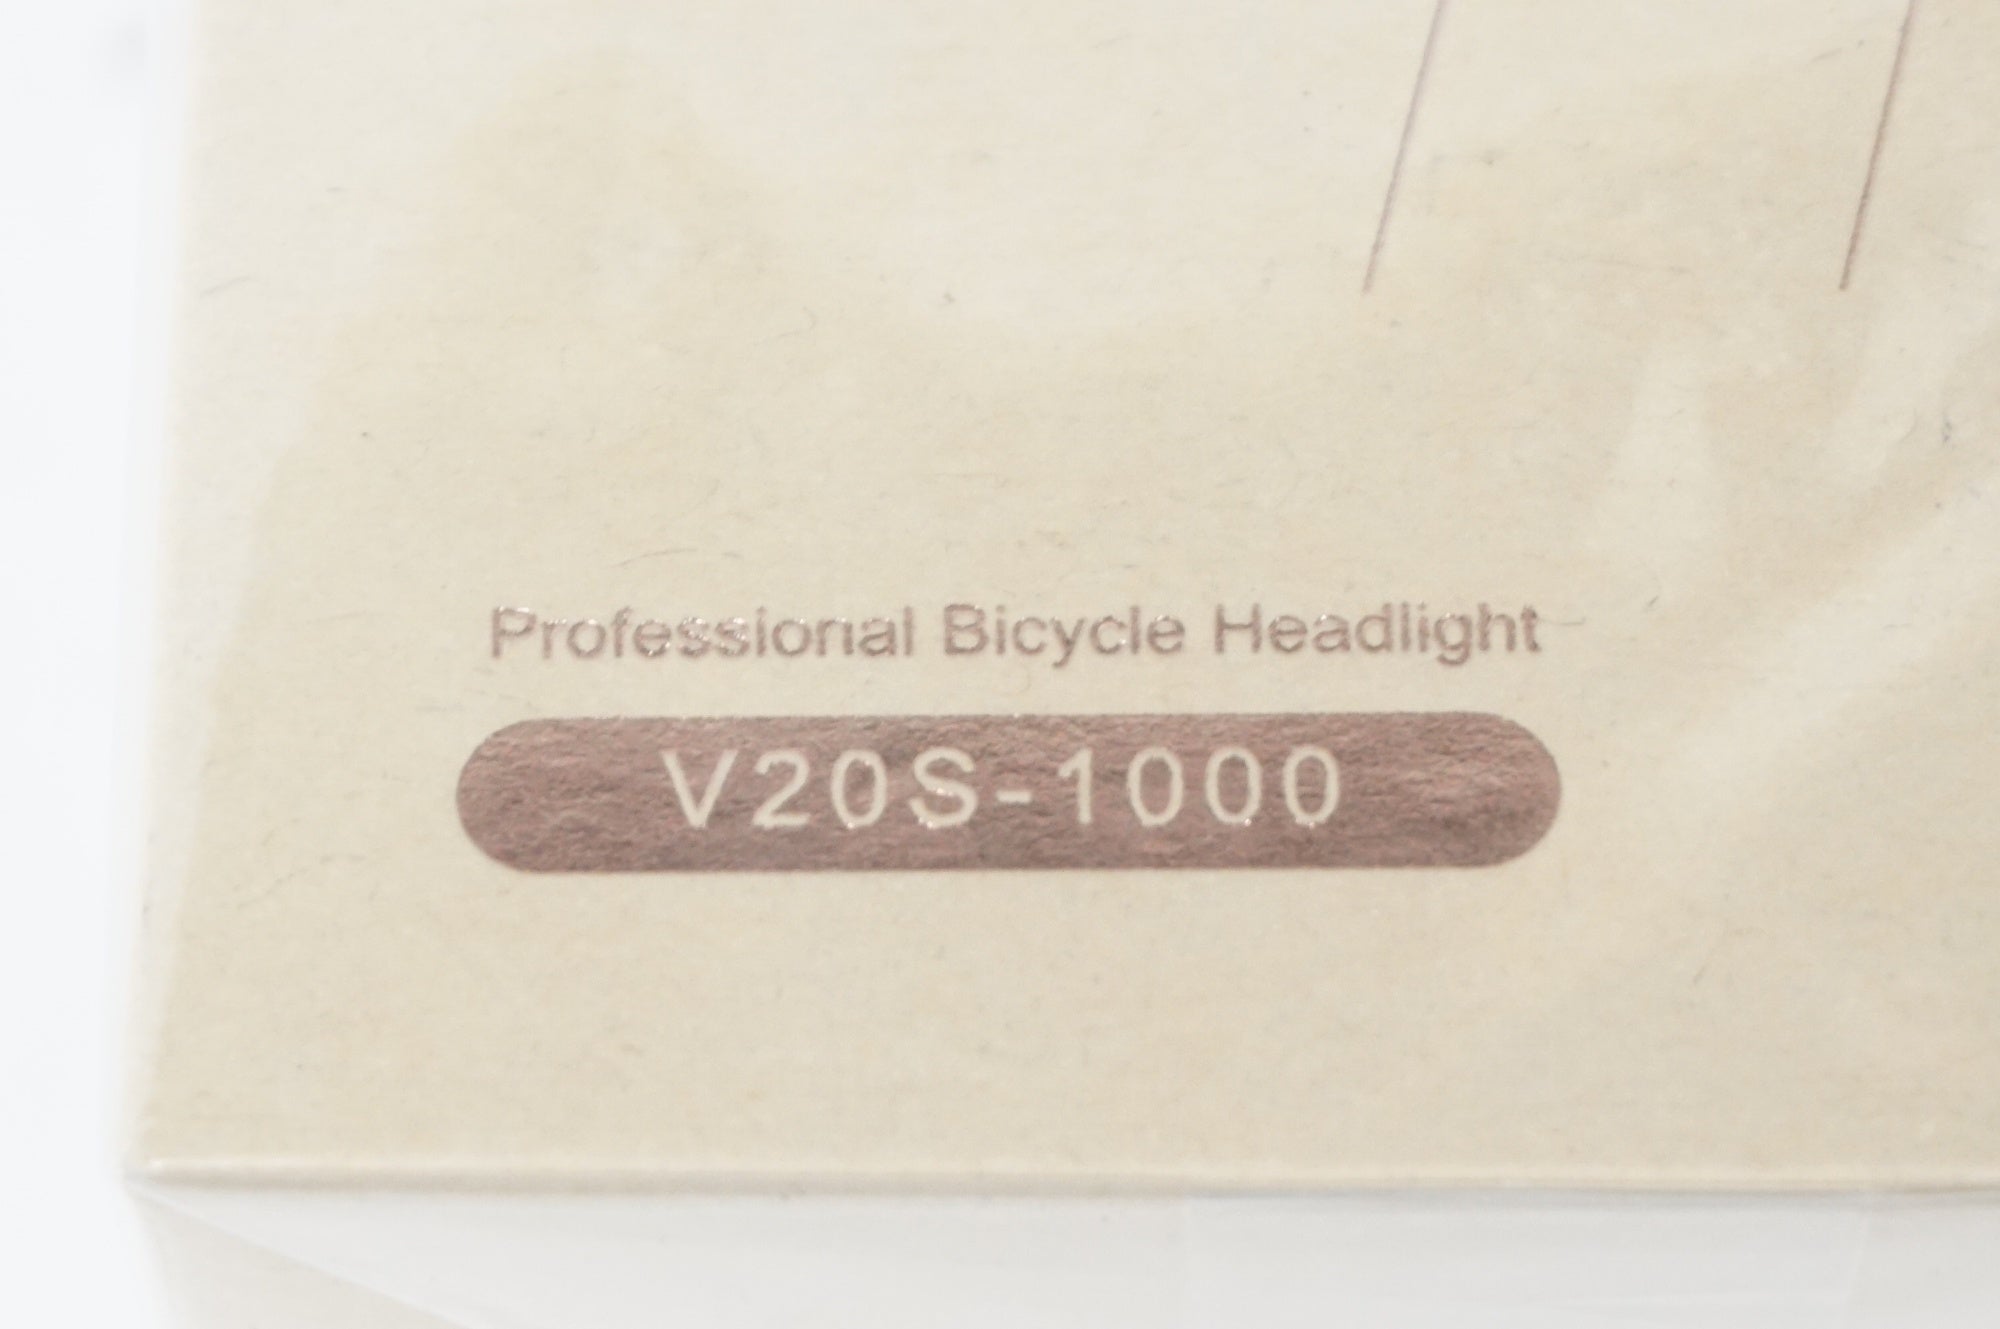 Professional Bicycle Headlight
V20S-1000